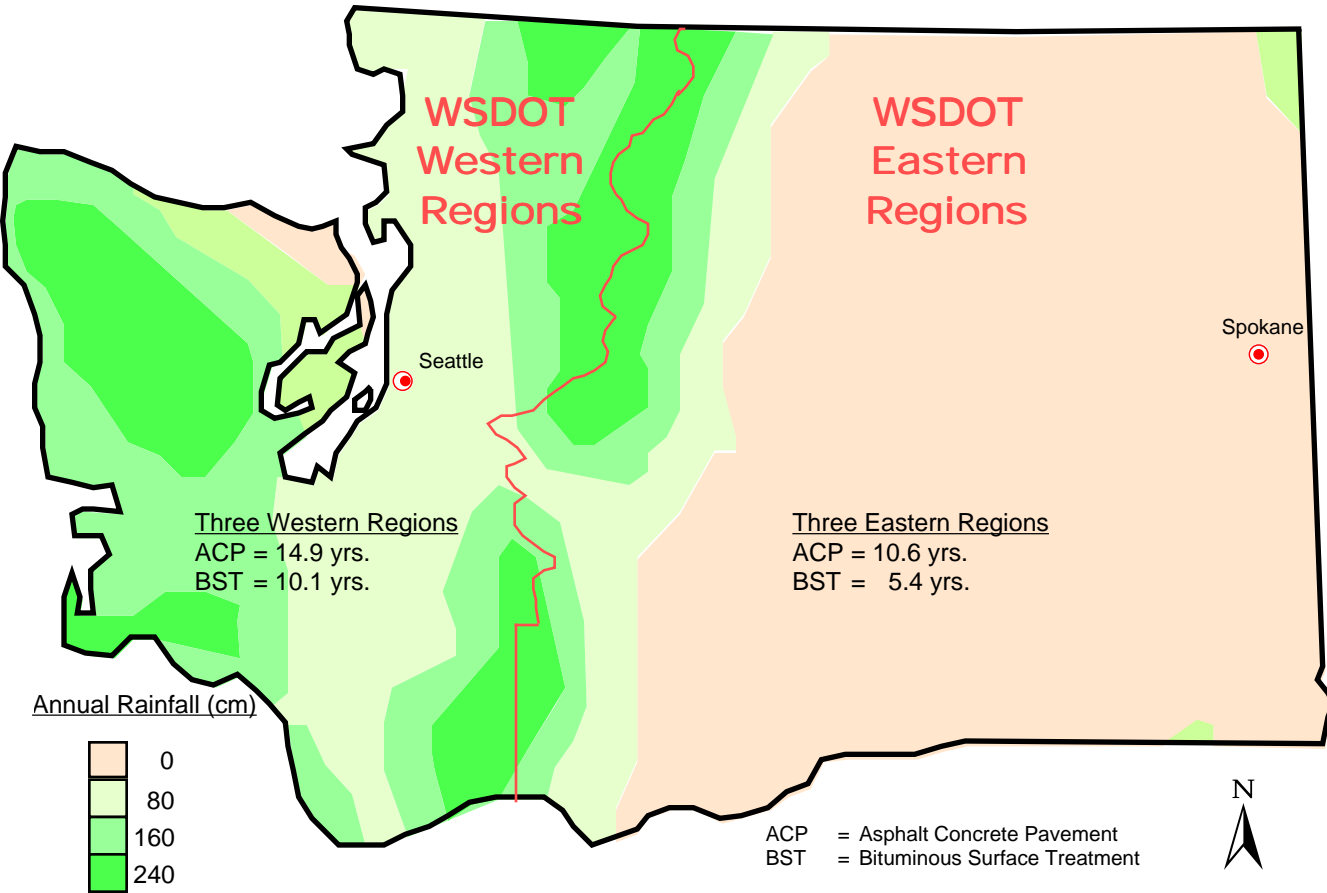 WSDOT
Western
Regions
WSDOT
Eastern
Regions
Seattle
Spokane
Three Western Regions
ACP = 14.9 yrs.
BST = 10.1 yrs.
Three Eastern Regions
ACP = 10.6 yrs.
BST = 5.4 yrs.
Annual Rainfall (cm)
0
80
160
240
ACP = Asphalt Concrete Pavement
BST = Bituminous Surface Treatment
N